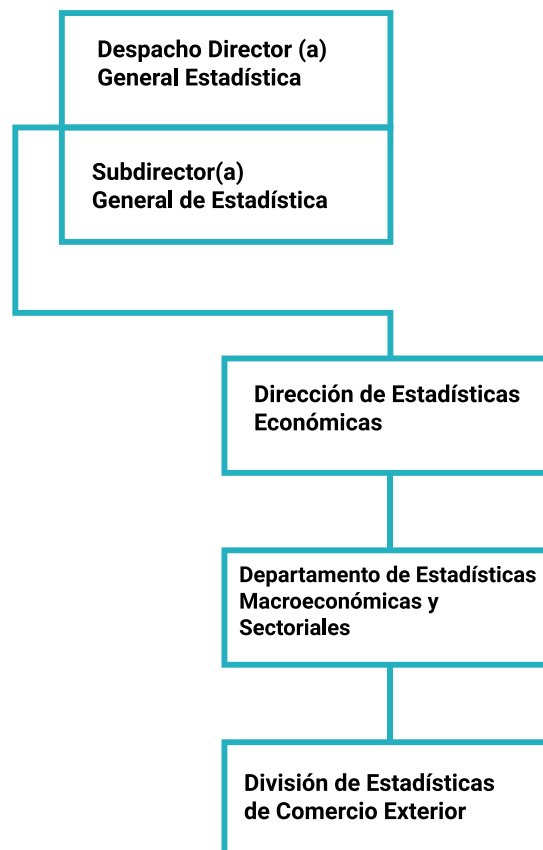 Despacho Director (a)
General Estadística
Subdirector(a)
General de Estadística
Dirección de Estadísticas
Económicas
Departamento de Estadísticas
Macroeconómicas y
Sectoriales
División de Estadísticas
de Comercio Exterior